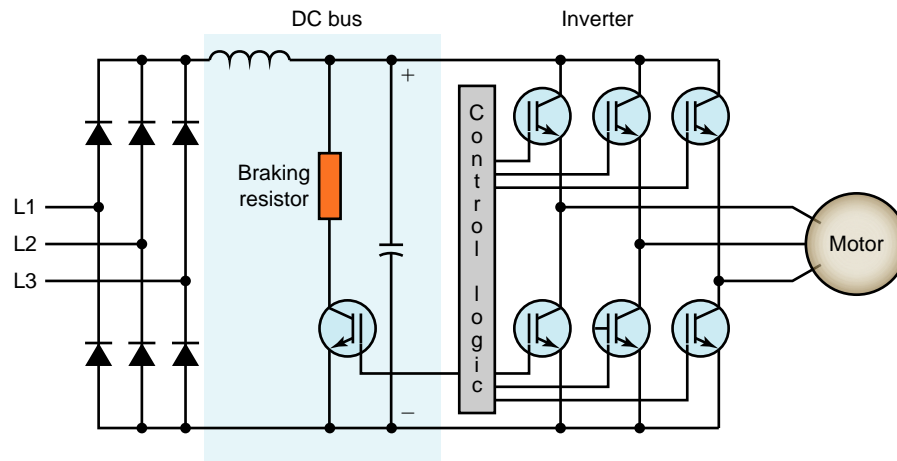 DC bus
Inverter
+
Control logic
Braking
resistor
L1
L2
L3
Motor
−